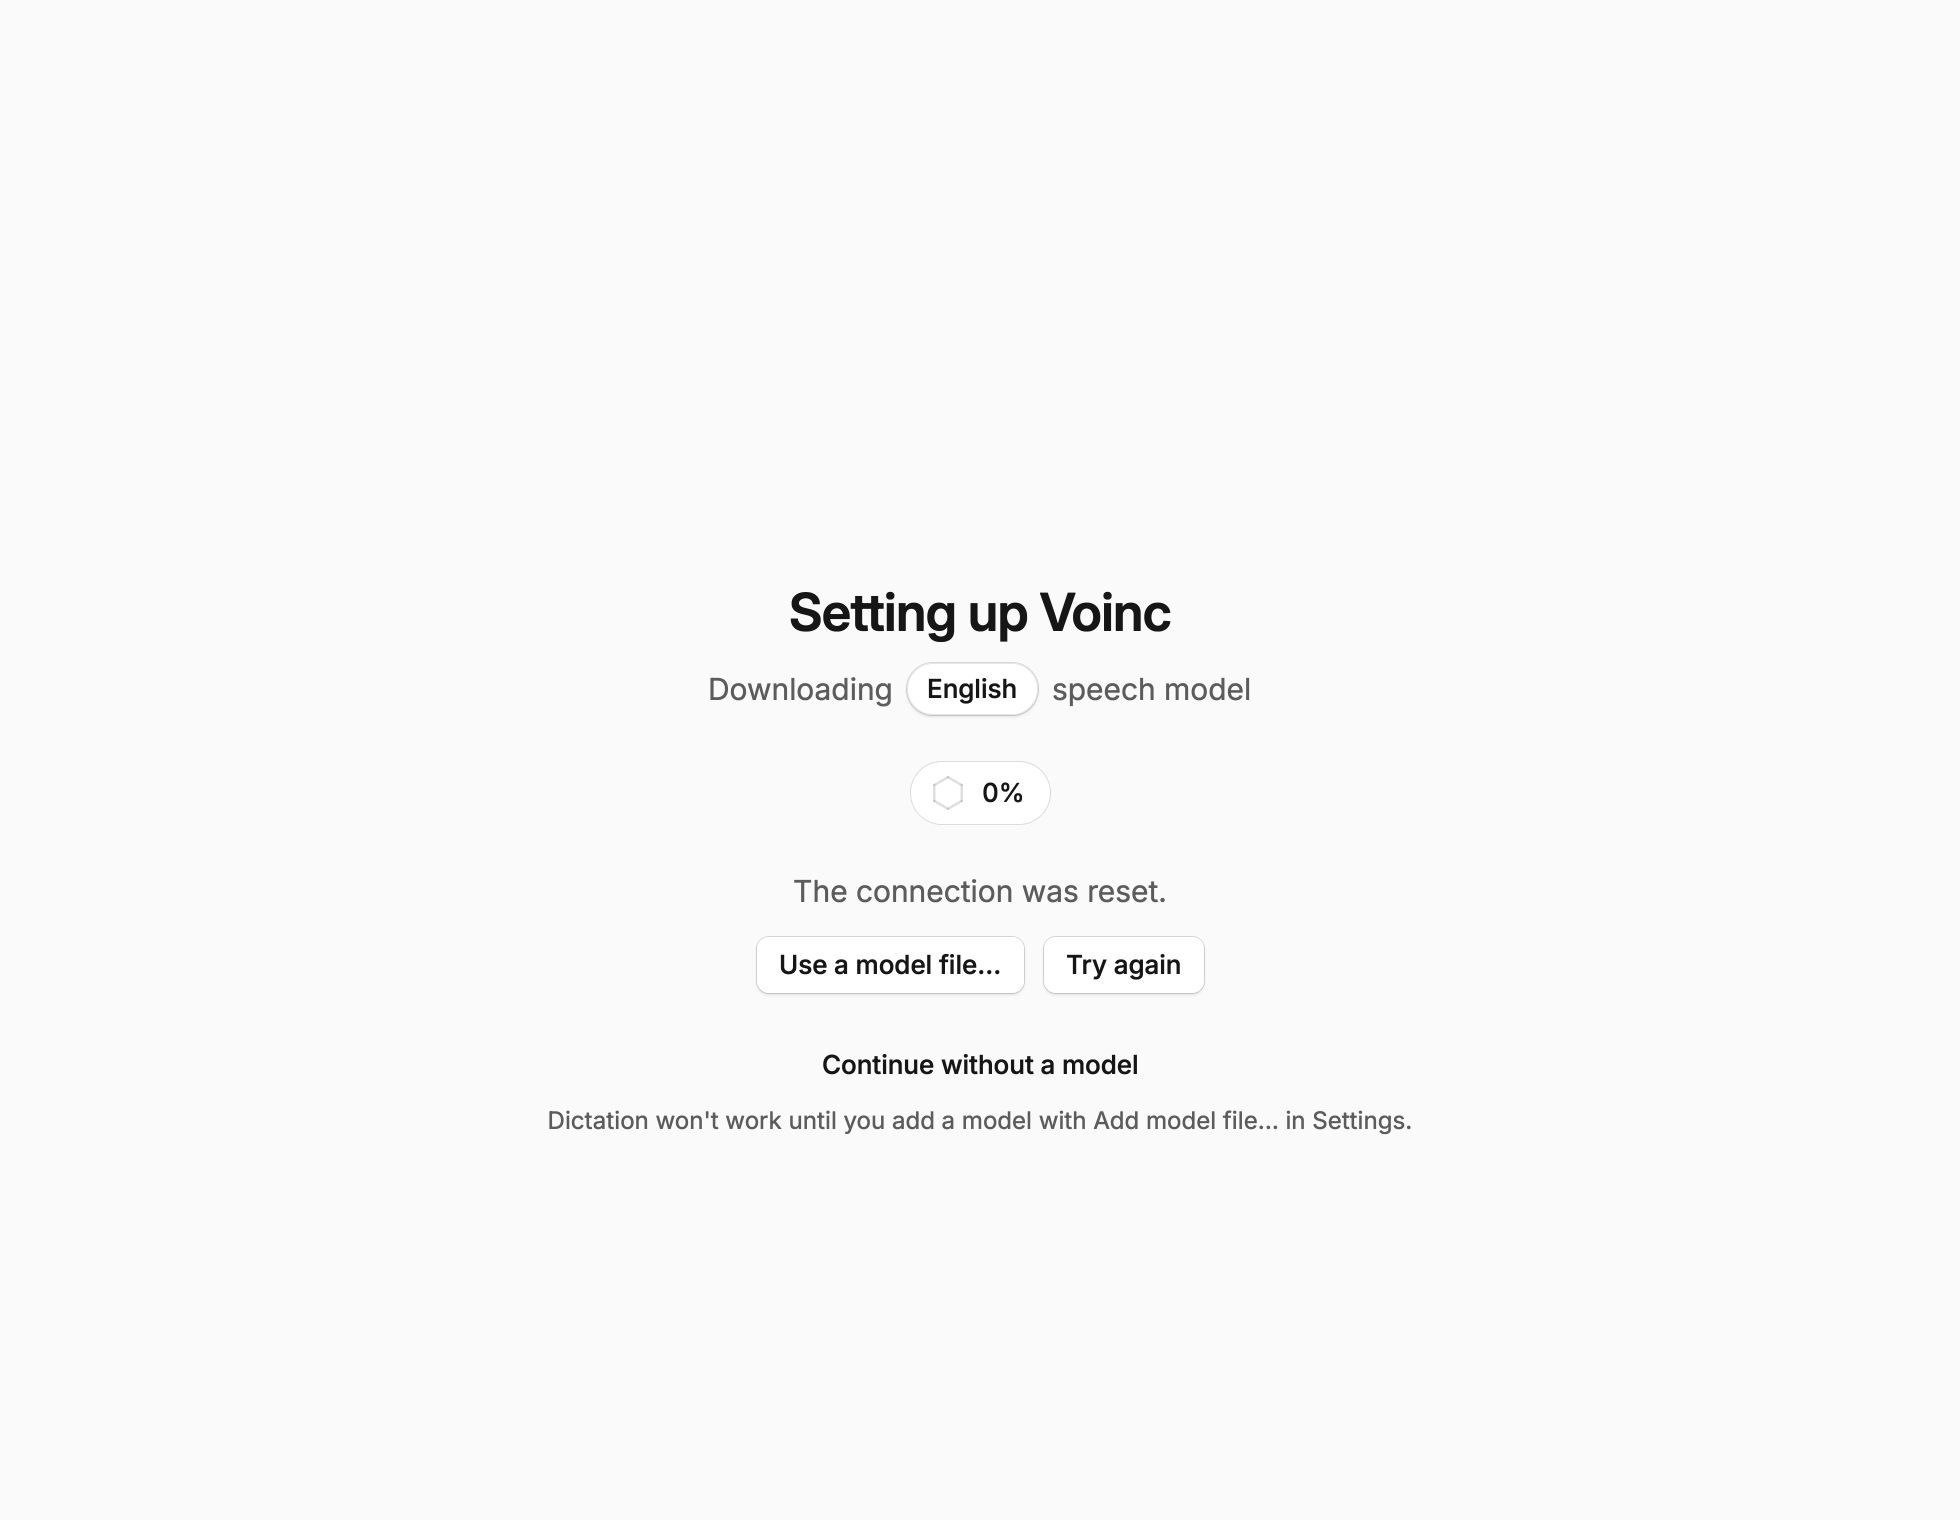 Setting up Voinc
Downloading English speech model
0%
The connection was reset.
Use a model file... Try again
Continue without a model
Dictation won't work until you add a model with Add model file... in Settings.